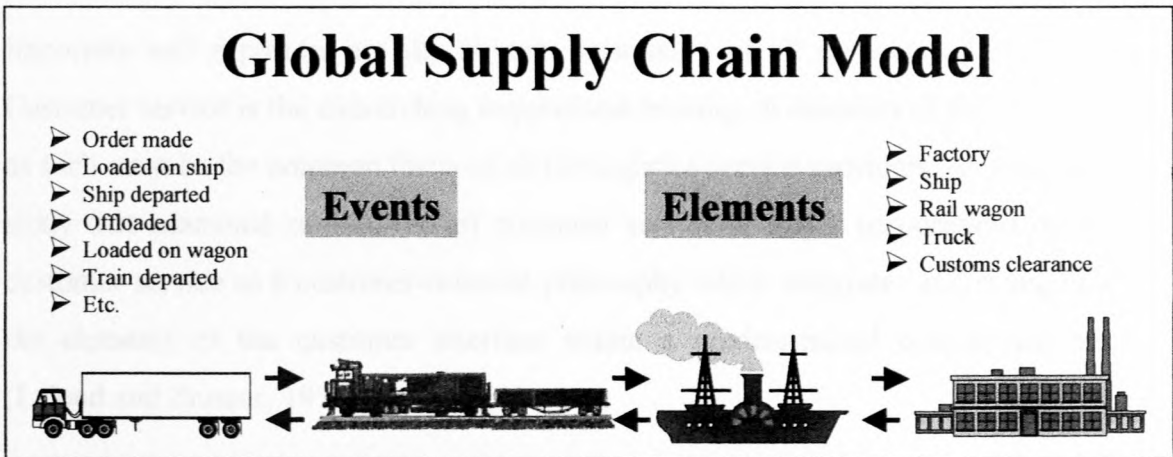 Global Supply Chain Model
Order made
Loaded on ship
Ship departed
Offloaded
Loaded on wagon
Train departed
Etc.
Events
Elements
Factory
Ship
Rail wagon
Truck
Customs clearance